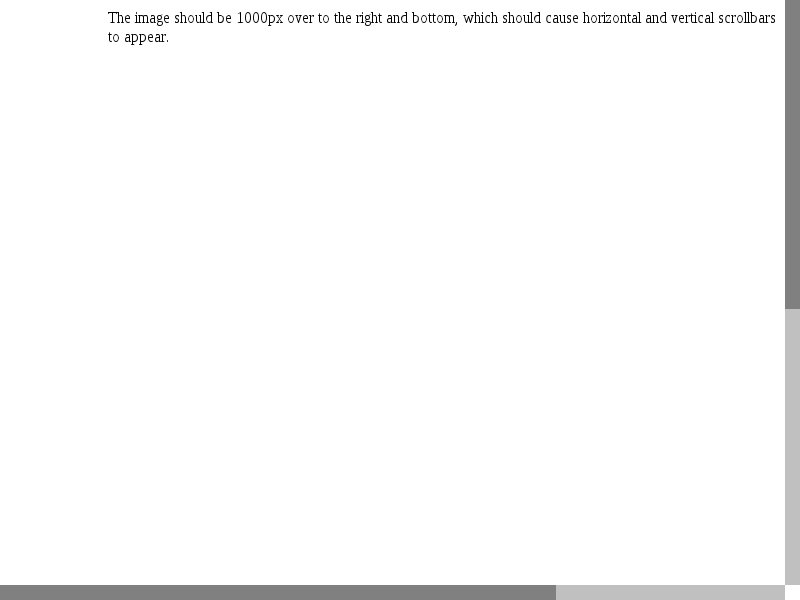 The image should be 1000px over to the right and bottom, which should cause horizontal and vertical scrollbars
to appear.